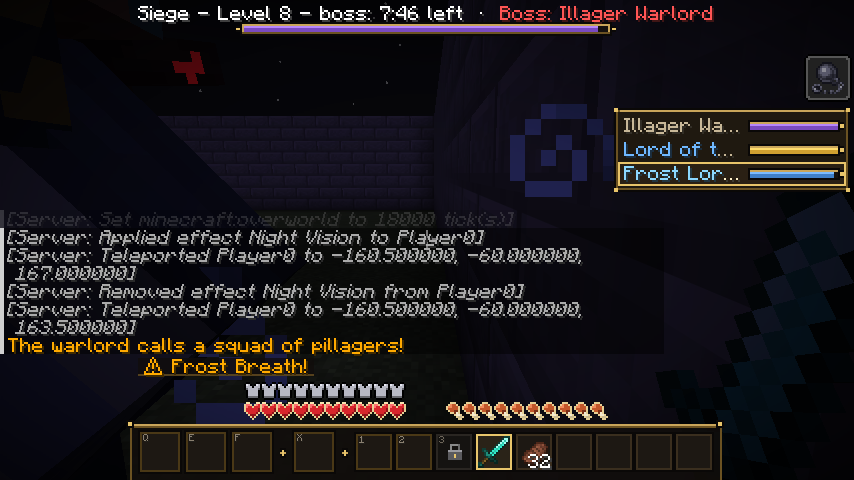 Siege – Level 8 – boss: 7:46 left · Boss: Illager Warlord
Illager Wa...
Lord of t...
Frost Lor...
[Server: Set minecraft:overworld to 18000 tick(s)]
[Server: Applied effect Night Vision to Player0]
[Server: Teleported Player0 to -160.500000, -60.000000,
167.000000]
[Server: Removed effect Night Vision from Player0]
[Server: Teleported Player0 to -160.500000, -60.000000,
163.500000]
The warlord calls a squad of pillagers!
⚠ Frost Breath!
Q E F X 1 2 3
32